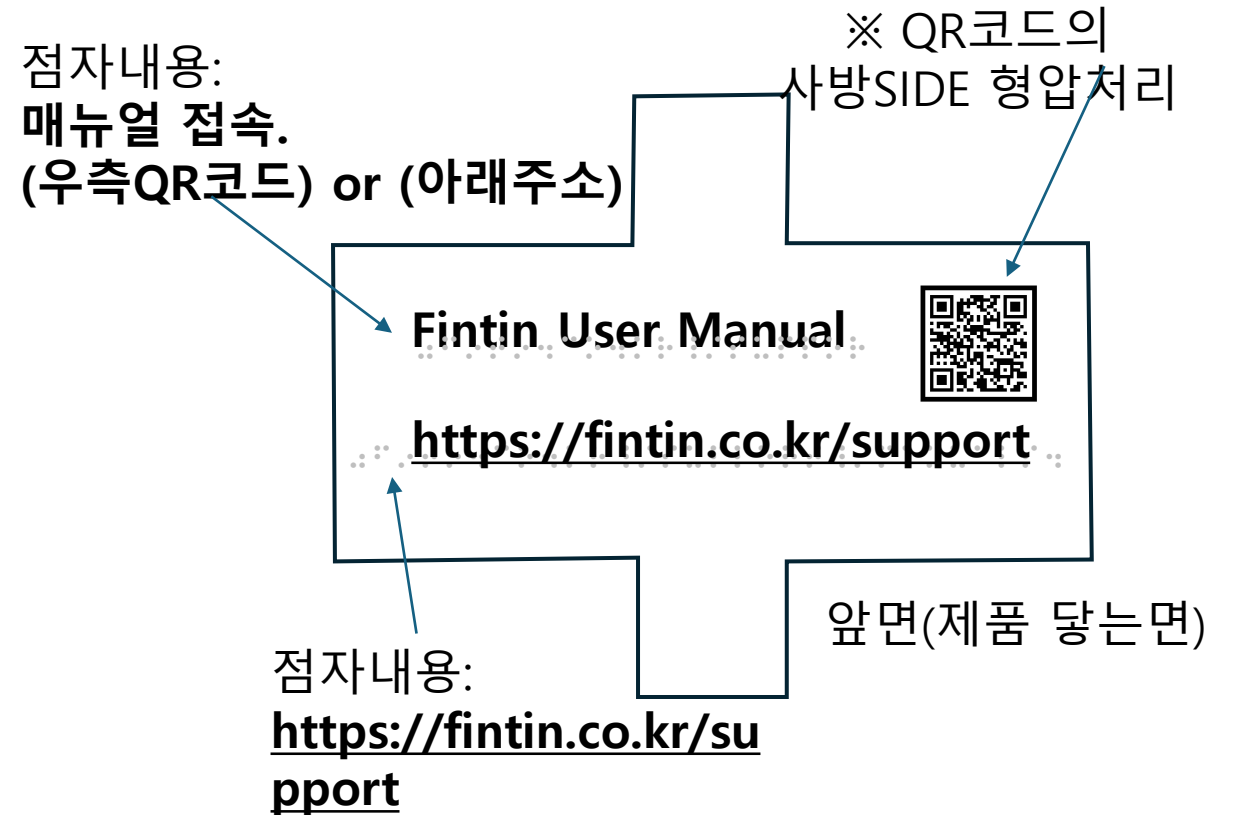 ※ QR코드의
사방SIDE 형압처리
점자내용:
매뉴얼 접속.
(우측QR코드) or (아래주소)
Fintin User Manual
https://fintin.co.kr/support
앞면(제품 닿는면)
점자내용:
https://fintin.co.kr/su
pport